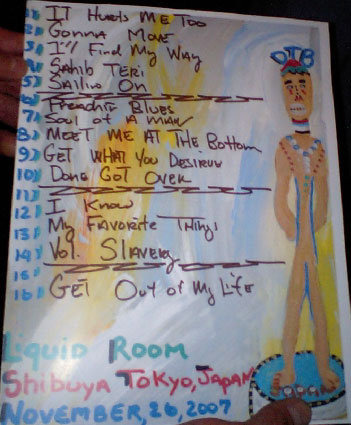 1) IT HURTS ME TOO
2) GONNA MOVE
3) I'll Find My Way
4) SAHIB TERI
5) SAiliN ON
6) PREACHIN BLUES
7) Soul of A MAN
8) MEET ME AT THE Bottom
9) GET WHAT YOU DESIRUN
10) DONE GOT OVER
11)
12) I KNOW
13) My FAVORITE THINgs
14) Vol. SlAVERy
15)
16) GET Out of My LiFE
DTB
LIQUID ROOM
SHIBUYA TOKYO, JAPAN
NOVEMBER, 26, 2007